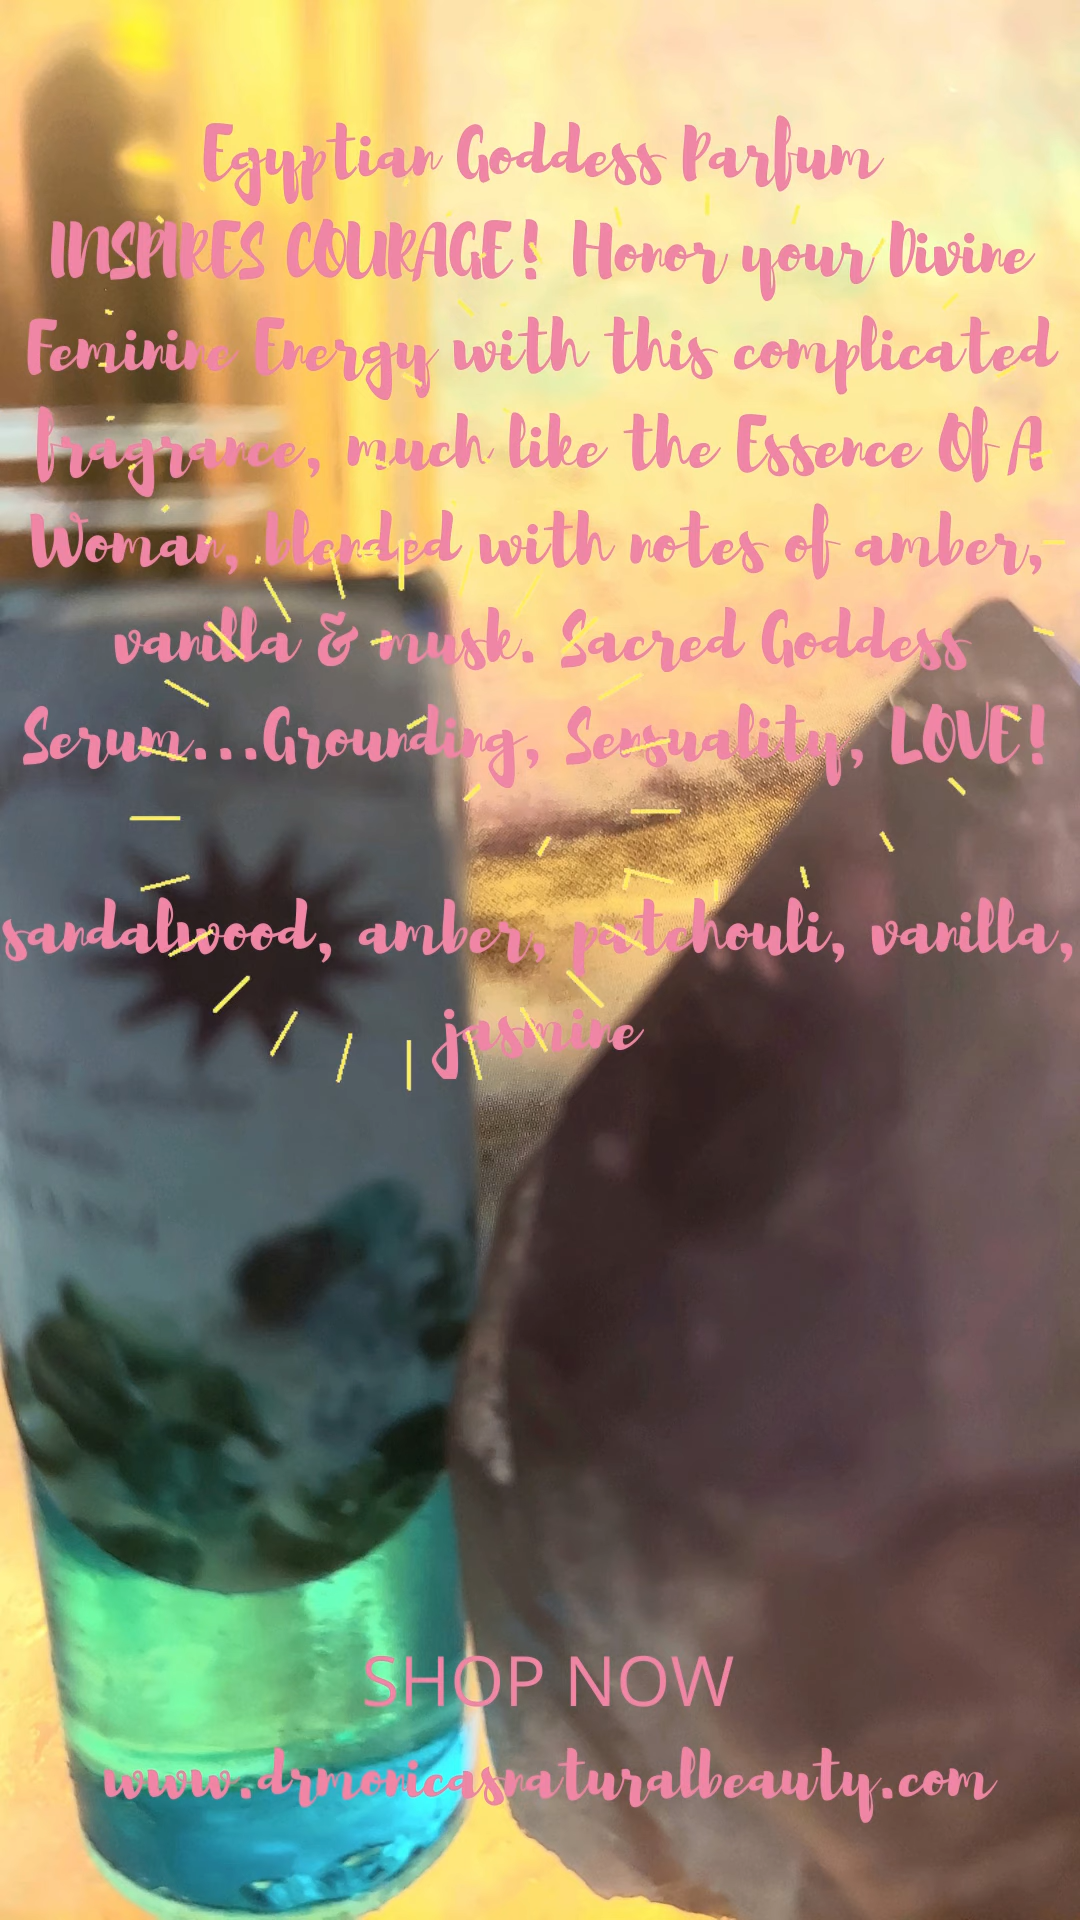 Egyptian Goddess Parfum
INSPIRES COURAGE! Honor your Divine
Feminine Energy with this complicated
fragrance, much like the Essence Of A
Woman, blended with notes of amber,
vanilla & musk. Sacred Goddess
Serum...Grounding, Sensuality, LOVE!
sandalwood, amber, patchouli, vanilla,
jasmine
SHOP NOW
www.drmonicasnaturalbeauty.com